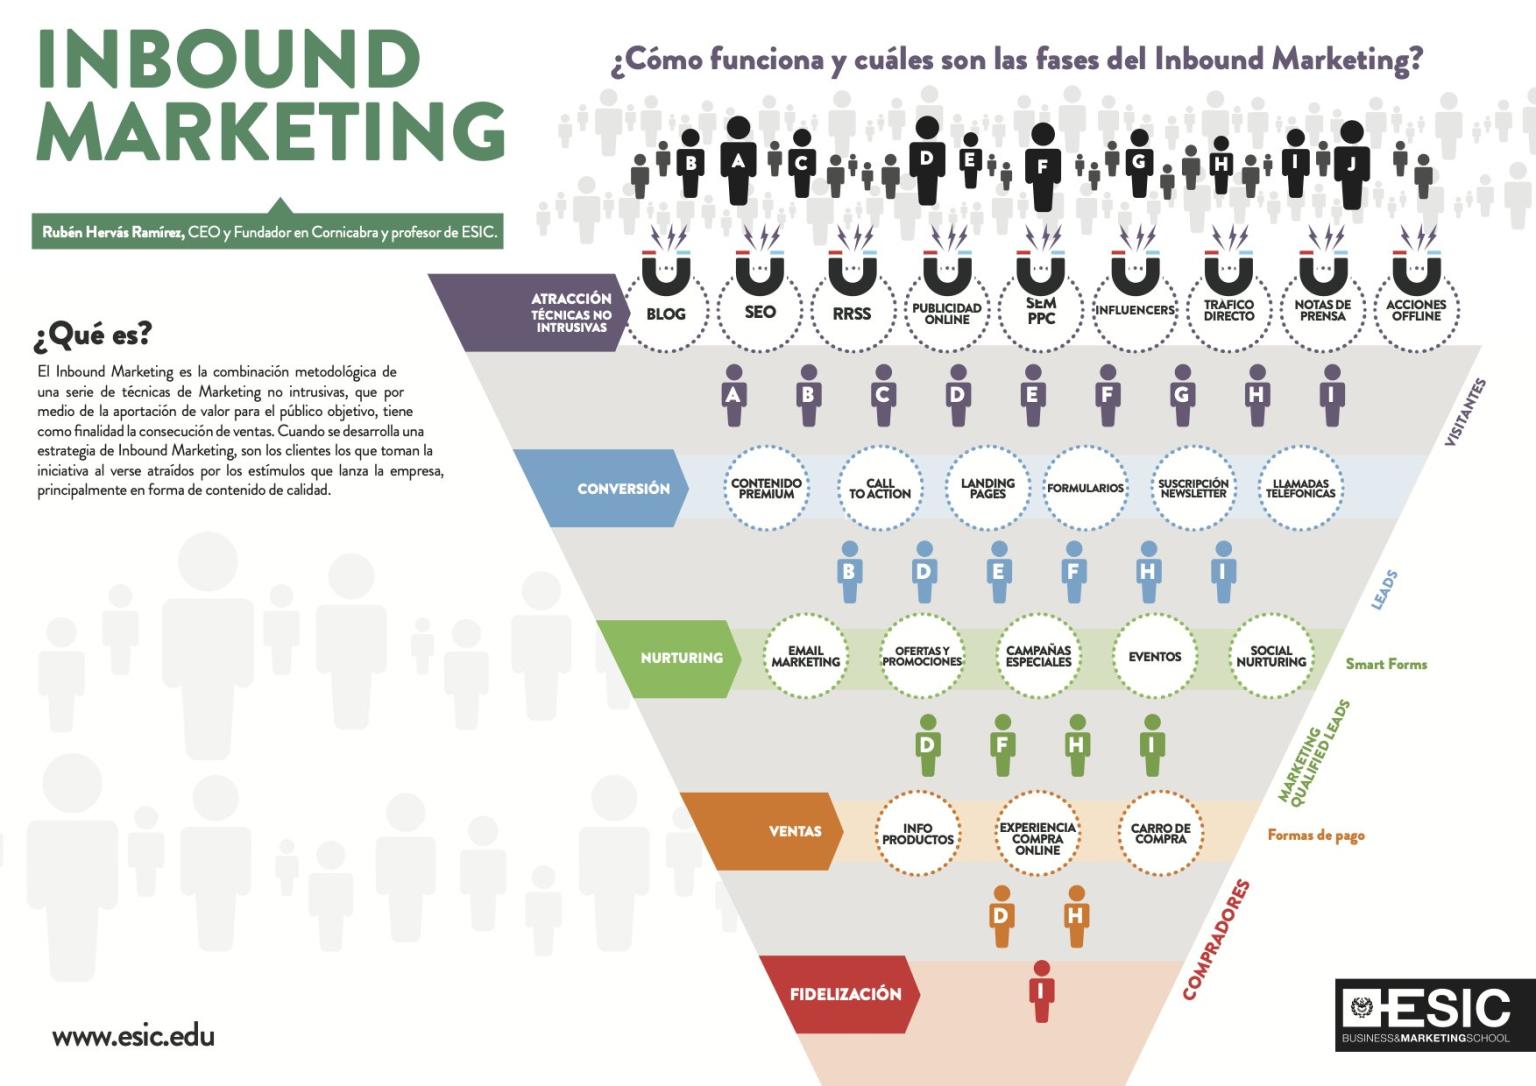 INBOUND
MARKETING
Rubén Hervás Ramírez, CEO y Fundador en Cornicabra y profesor de ESIC.
¿Qué es?
El Inbound Marketing es la combinación metodológica de
una serie de técnicas de Marketing no intrusivas, que por
medio de la aportación de valor para el público objetivo, tiene
como finalidad la consecución de ventas. Cuando se desarrolla una
estrategia de Inbound Marketing, son los clientes los que toman la
iniciativa al verse atraídos por los estímulos que lanza la empresa,
principalmente en forma de contenido de calidad.
¿Cómo funciona y cuáles son las fases del Inbound Marketing?
B A C D E F G H I J
ATRACCIÓN
TÉCNICAS NO
INTRUSIVAS
BLOG
SEO
RRSS
PUBLICIDAD
ONLINE
SEM
PPC
INFLUENCERS
TRAFICO
DIRECTO
NOTAS DE
PRENSA
ACCIONES
OFFLINE
A B C D E F G H I
VISITANTES
CONVERSIÓN
CONTENIDO
PREMIUM
CALL
TO ACTION
LANDING
PAGES
FORMULARIOS
SUSCRIPCIÓN
NEWSLETTER
LLAMADAS
TELÉFONICAS
B D E F H I
LEADS
NURTURING
EMAIL
MARKETING
OFERTAS Y
PROMOCIONES
CAMPAÑAS
ESPECIALES
EVENTOS
SOCIAL
NURTURING
Smart Forms
D F H I
MARKETING
QUALIFIED LEADS
VENTAS
INFO
PRODUCTOS
EXPERIENCIA
COMPRA
ONLINE
CARRO DE
COMPRA
Formas de pago
D H
COMPRADORES
FIDELIZACIÓN
I
www.esic.edu
ESIC
BUSINESS&MARKETINGSCHOOL